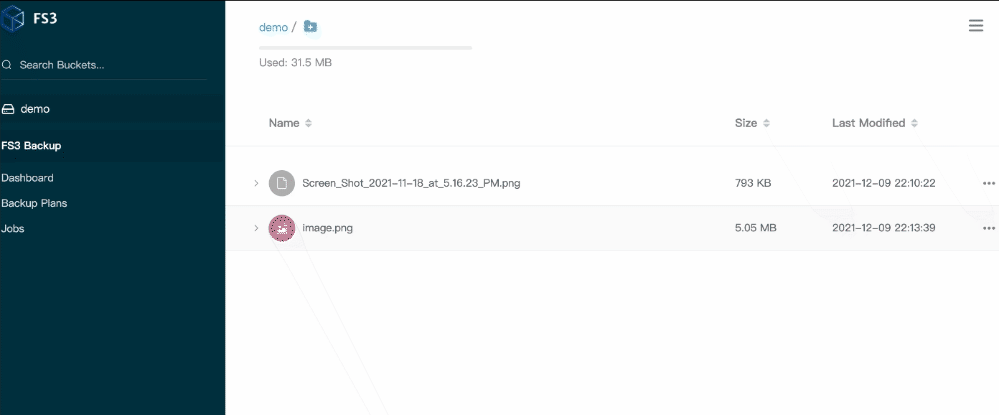 FS3
Search Buckets...
demo
FS3 Backup
Dashboard
Backup Plans
Jobs
demo /
Used: 31.5 MB
Name Size Last Modified
Screen_Shot_2021-11-18_at_5.16.23_PM.png 793 KB 2021-12-09 22:10:22
image.png 5.05 MB 2021-12-09 22:13:39